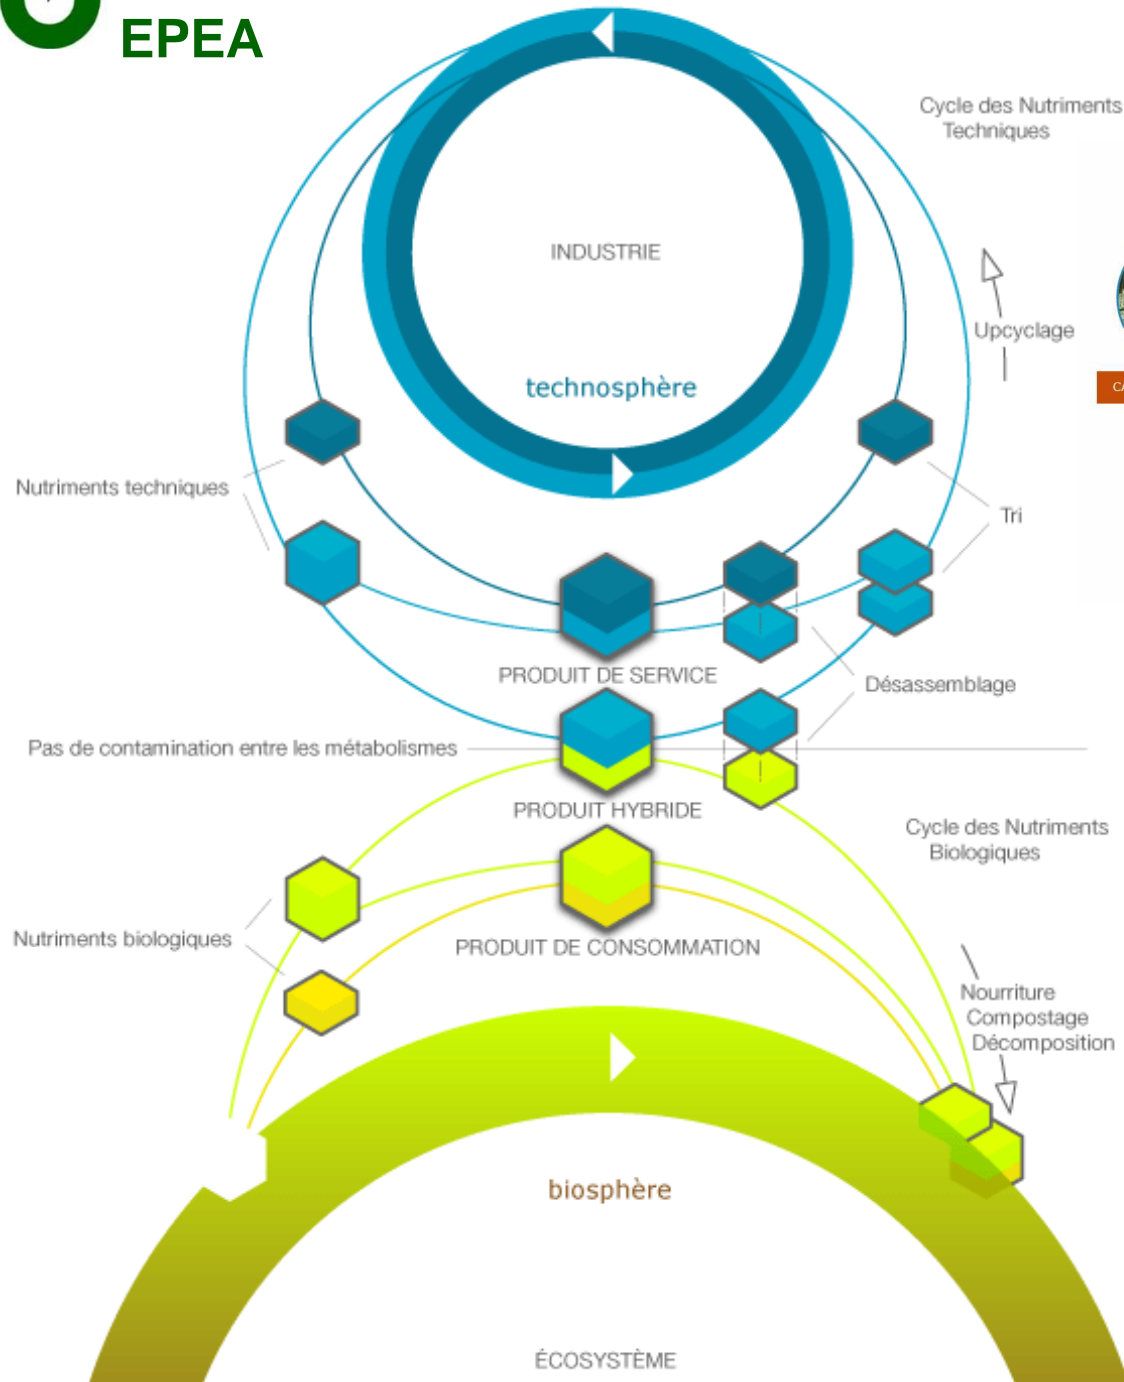 EPEA
Cycle des Nutriments
Techniques
INDUSTRIE
Upcyclage
technosphère
Nutriments techniques
Tri
PRODUIT DE SERVICE
Désassemblage
Pas de contamination entre les métabolismes
PRODUIT HYBRIDE
Cycle des Nutriments
Biologiques
Nutriments biologiques
PRODUIT DE CONSOMMATION
Nourriture
Compostage
Décomposition
biosphère
ÉCOSYSTÈME